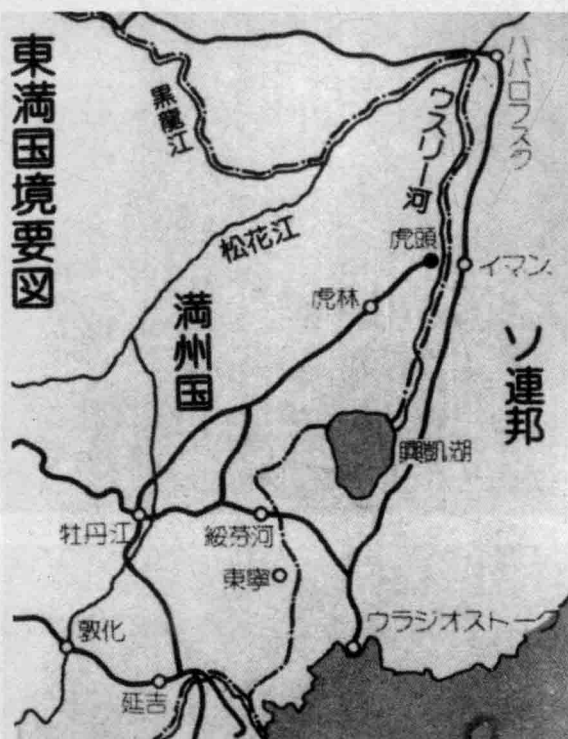 東満国境要図
黒龍江
ウスリー河
ハバロフスク
松花江
虎頭
イマン
虎林
満州国
ソ連邦
興凱湖
牡丹江
綏芬河
東寧
ウラジオストーク
敦化
延吉